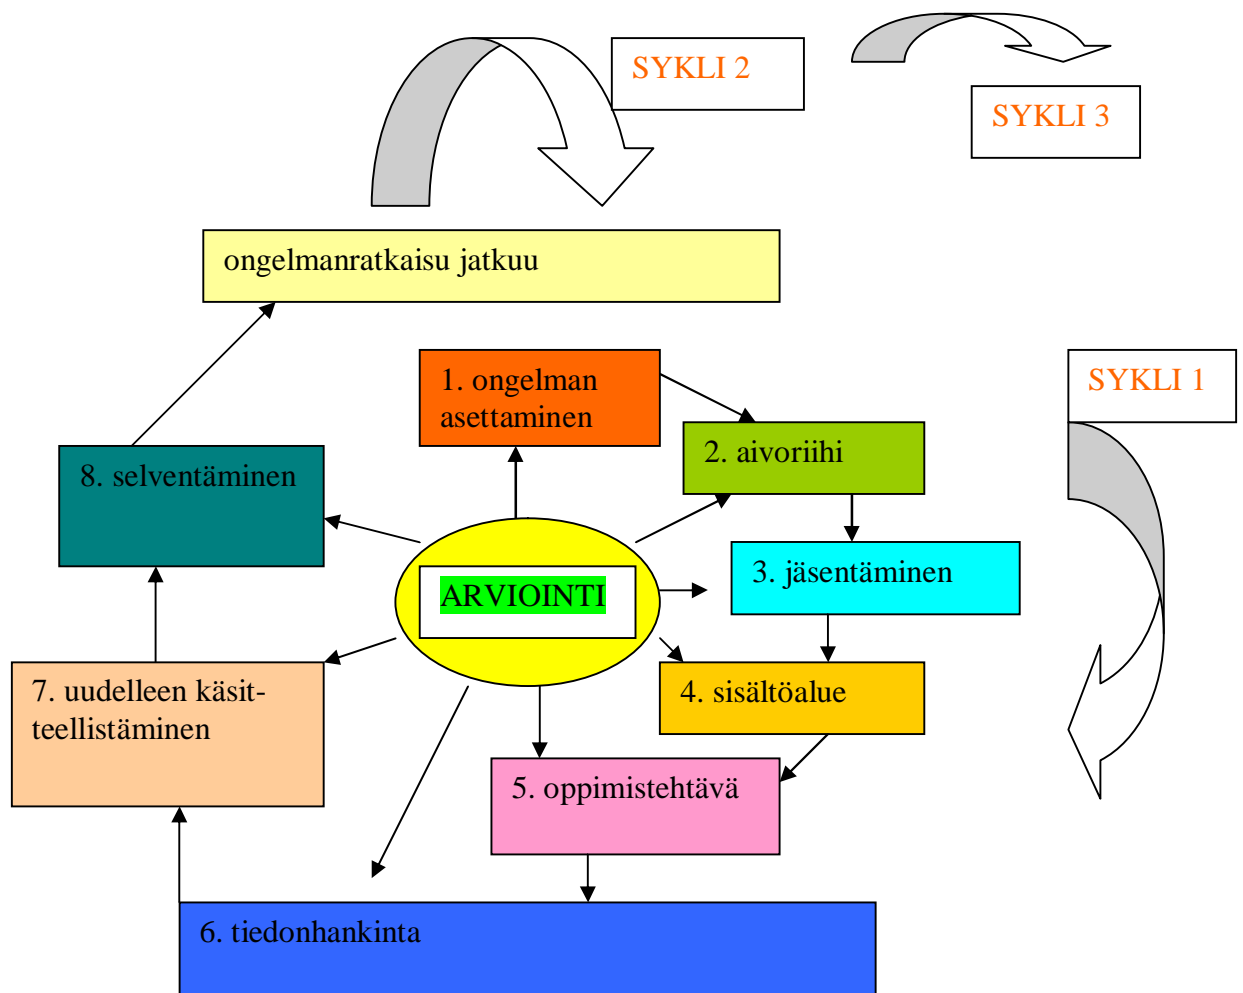 SYKLI 2
SYKLI 3
ongelmanratkaisu jatkuu
SYKLI 1
1. ongelman
asettaminen
2. aivoriihi
8. selventäminen
3. jäsentäminen
ARVIOINTI
4. sisältöalue
7. uudelleen käsit-
teellistäminen
5. oppimistehtävä
6. tiedonhankinta